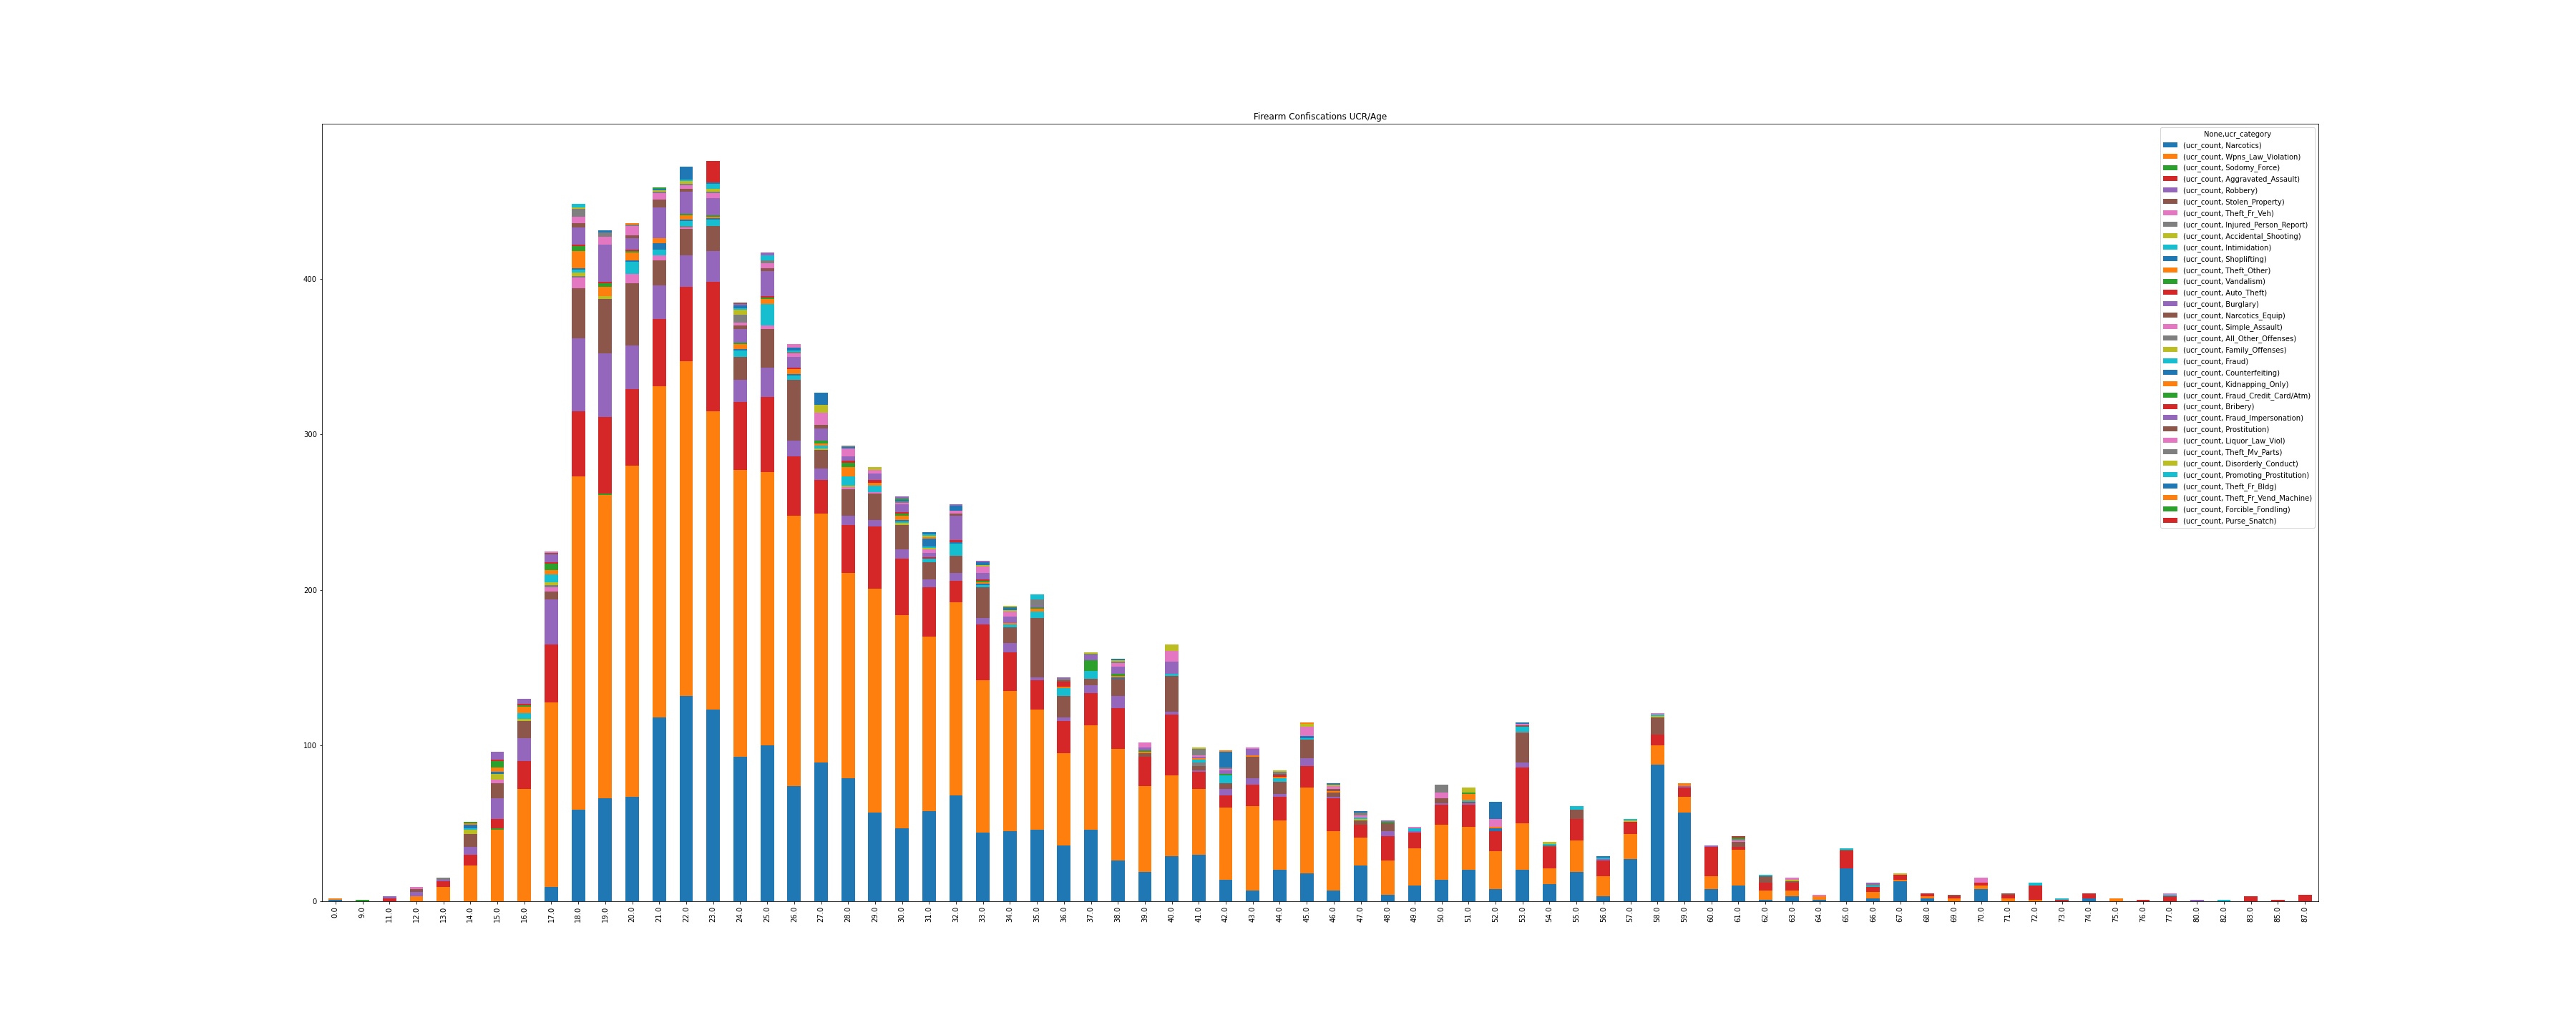 Firearm Confiscations UCR/Age
None,ucr_category
(ucr_count, Narcotics)
(ucr_count, Wpns_Law_Violation)
(ucr_count, Sodomy_Force)
(ucr_count, Aggravated_Assault)
(ucr_count, Robbery)
(ucr_count, Stolen_Property)
(ucr_count, Theft_Fr_Veh)
(ucr_count, Injured_Person_Report)
(ucr_count, Accidental_Shooting)
(ucr_count, Intimidation)
(ucr_count, Shoplifting)
(ucr_count, Theft_Other)
(ucr_count, Vandalism)
(ucr_count, Auto_Theft)
(ucr_count, Burglary)
(ucr_count, Narcotics_Equip)
(ucr_count, Simple_Assault)
(ucr_count, All_Other_Offenses)
(ucr_count, Family_Offenses)
(ucr_count, Fraud)
(ucr_count, Counterfeiting)
(ucr_count, Kidnapping_Only)
(ucr_count, Fraud_Credit_Card/Atm)
(ucr_count, Bribery)
(ucr_count, Fraud_Impersonation)
(ucr_count, Prostitution)
(ucr_count, Liquor_Law_Viol)
(ucr_count, Theft_Mv_Parts)
(ucr_count, Disorderly_Conduct)
(ucr_count, Promoting_Prostitution)
(ucr_count, Theft_Fr_Bldg)
(ucr_count, Theft_Fr_Vend_Machine)
(ucr_count, Forcible_Fondling)
(ucr_count, Purse_Snatch)
400
300
200
100
0
0.0
9.0
11.0
12.0
13.0
14.0
15.0
16.0
17.0
18.0
19.0
20.0
21.0
22.0
23.0
24.0
25.0
26.0
27.0
28.0
29.0
30.0
31.0
32.0
33.0
34.0
35.0
36.0
37.0
38.0
39.0
40.0
41.0
42.0
43.0
44.0
45.0
46.0
47.0
48.0
49.0
50.0
51.0
52.0
53.0
54.0
55.0
56.0
57.0
58.0
59.0
60.0
61.0
62.0
63.0
64.0
65.0
66.0
67.0
68.0
69.0
70.0
71.0
72.0
73.0
74.0
75.0
76.0
77.0
80.0
82.0
83.0
85.0
87.0